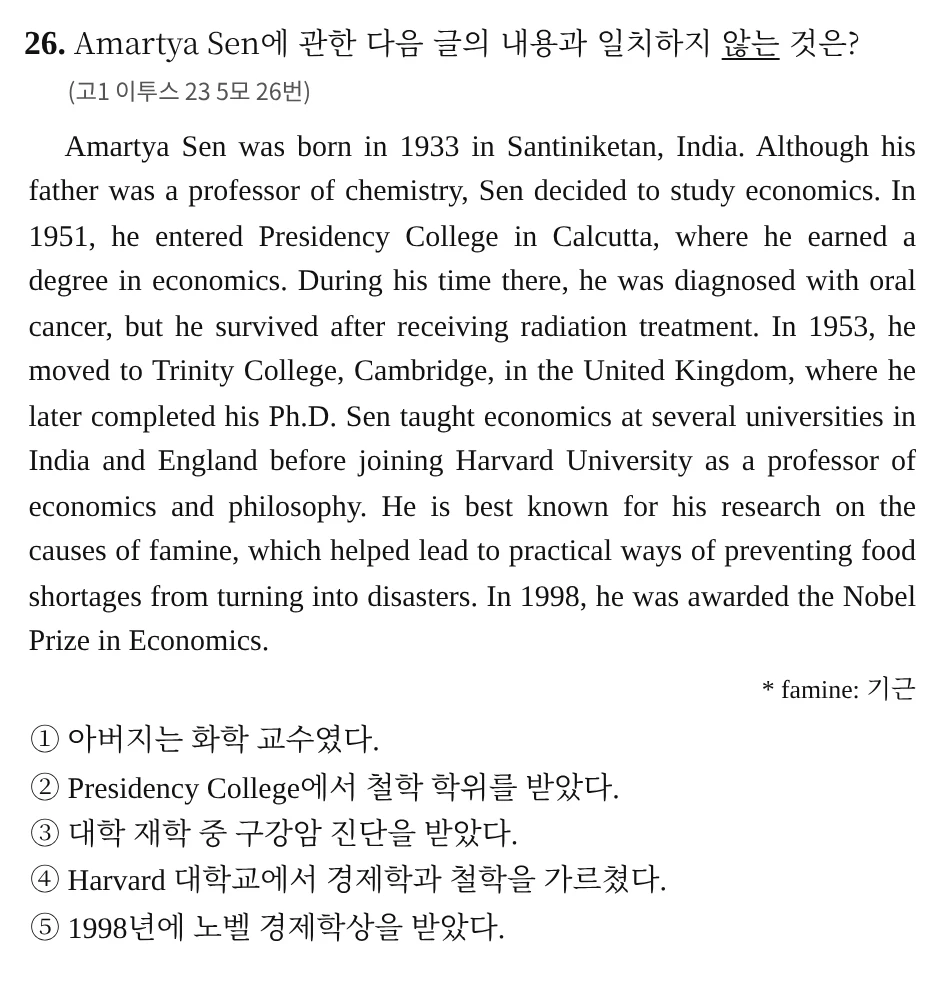 26. Amartya Sen에 관한 다음 글의 내용과 일치하지 않는 것은?
(고1 이투스 23 5모 26번)
Amartya Sen was born in 1933 in Santiniketan, India. Although his
father was a professor of chemistry, Sen decided to study economics. In
1951, he entered Presidency College in Calcutta, where he earned a
degree in economics. During his time there, he was diagnosed with oral
cancer, but he survived after receiving radiation treatment. In 1953, he
moved to Trinity College, Cambridge, in the United Kingdom, where he
later completed his Ph.D. Sen taught economics at several universities in
India and England before joining Harvard University as a professor of
economics and philosophy. He is best known for his research on the
causes of famine, which helped lead to practical ways of preventing food
shortages from turning into disasters. In 1998, he was awarded the Nobel
Prize in Economics.
* famine: 기근
① 아버지는 화학 교수였다.
② Presidency College에서 철학 학위를 받았다.
③ 대학 재학 중 구강암 진단을 받았다.
④ Harvard 대학교에서 경제학과 철학을 가르쳤다.
⑤ 1998년에 노벨 경제학상을 받았다.